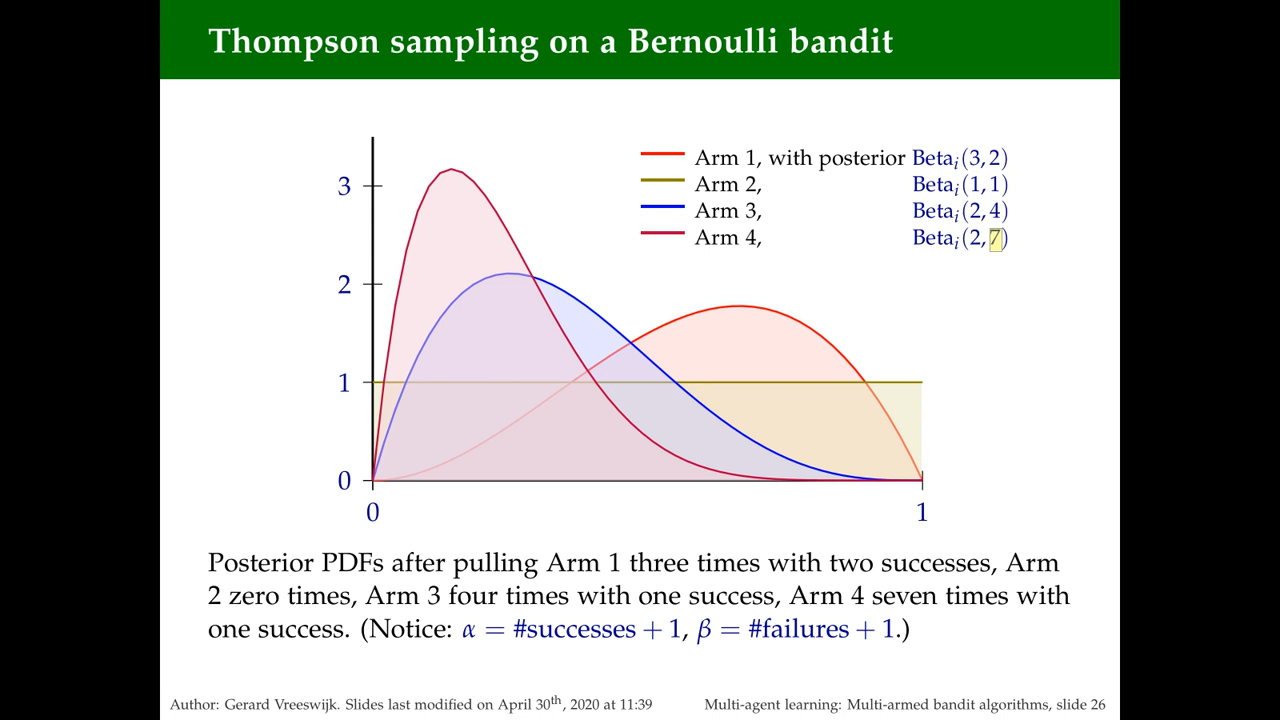 Thompson sampling on a Bernoulli bandit
Arm 1, with posterior Betaᵢ(3, 2)
Arm 2, Betaᵢ(1, 1)
Arm 3, Betaᵢ(2, 4)
Arm 4, Betaᵢ(2, 7)
3
2
1
0
0 1
Posterior PDFs after pulling Arm 1 three times with two successes, Arm
2 zero times, Arm 3 four times with one success, Arm 4 seven times with
one success. (Notice: α = #successes + 1, β = #failures + 1.)
Author: Gerard Vreeswijk. Slides last modified on April 30th, 2020 at 11:39 Multi-agent learning: Multi-armed bandit algorithms, slide 26